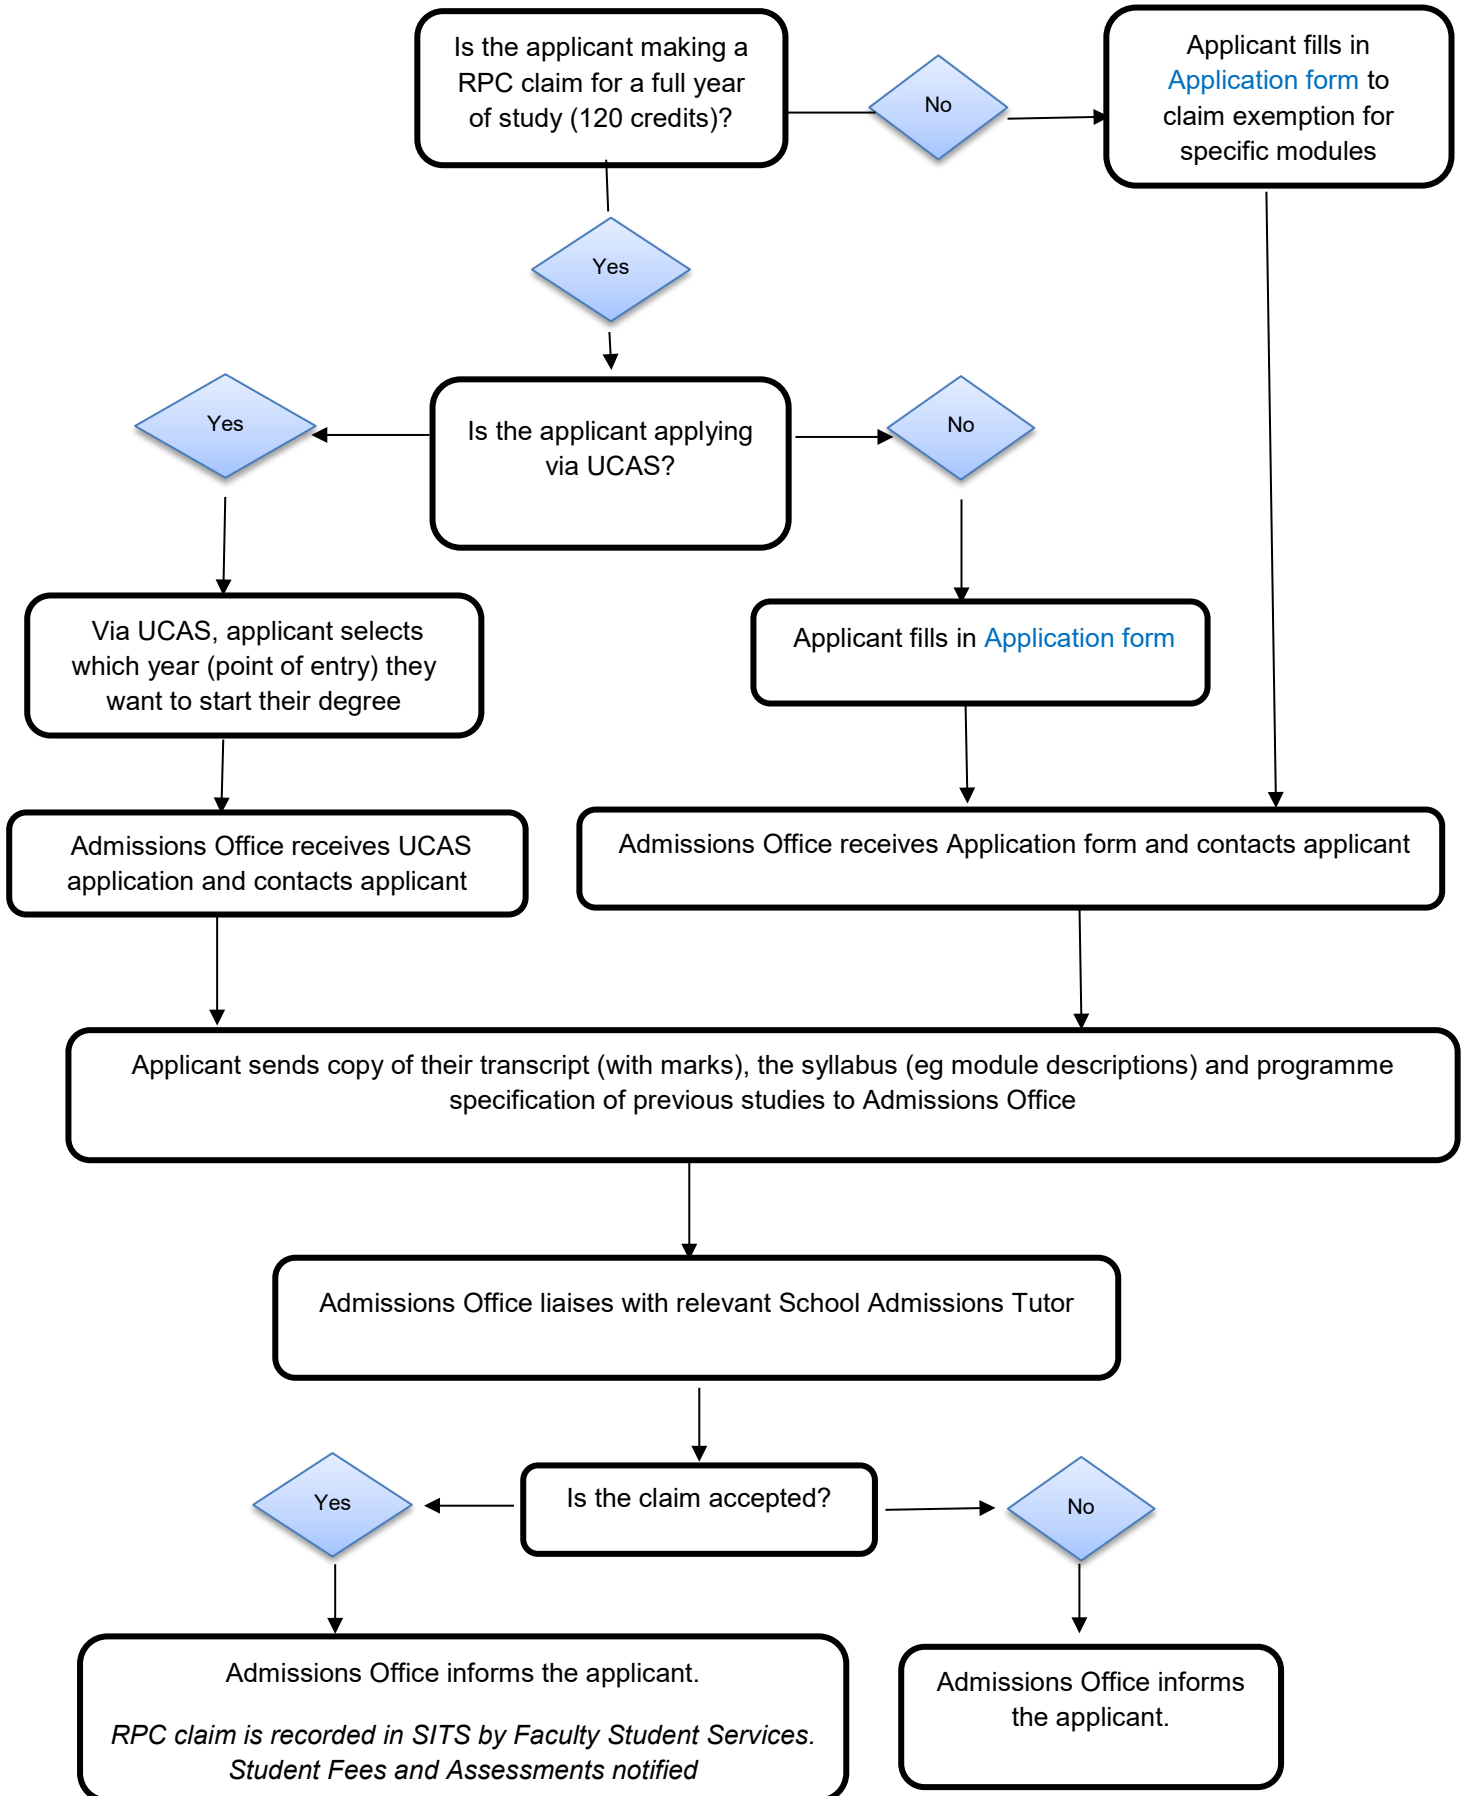 Is the applicant making a
RPC claim for a full year
of study (120 credits)?
No
Applicant fills in
Application form to
claim exemption for
specific modules
Yes
Is the applicant applying
via UCAS?
Yes
No
Via UCAS, applicant selects
which year (point of entry) they
want to start their degree
Applicant fills in Application form
Admissions Office receives UCAS
application and contacts applicant
Admissions Office receives Application form and contacts applicant
Applicant sends copy of their transcript (with marks), the syllabus (eg module descriptions) and programme
specification of previous studies to Admissions Office
Admissions Office liaises with relevant School Admissions Tutor
Is the claim accepted?
Yes
No
Admissions Office informs the applicant.
RPC claim is recorded in SITS by Faculty Student Services.
Student Fees and Assessments notified
Admissions Office informs
the applicant.